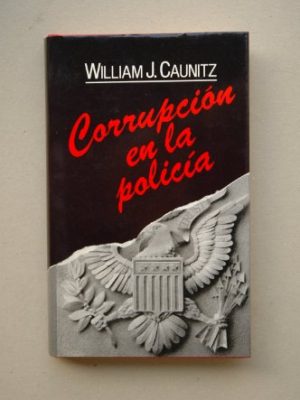 WILLIAM J. CAUNITZ
Corrupción
en la
policía